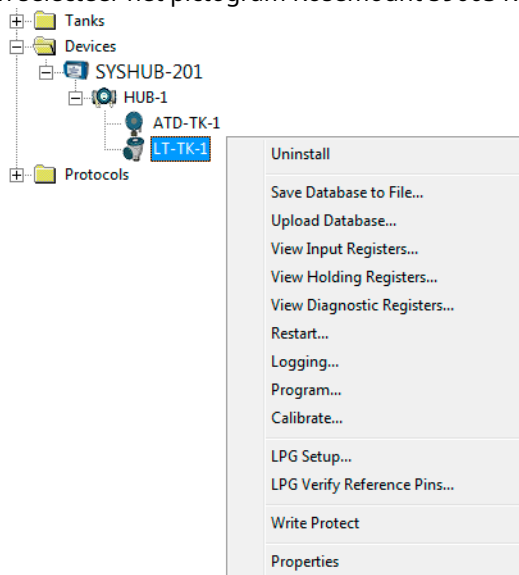 Tanks
Devices
SYSHUB-201
HUB-1
ATD-TK-1
LT-TK-1
Protocols
Uninstall
Save Database to File...
Upload Database...
View Input Registers...
View Holding Registers...
View Diagnostic Registers...
Restart...
Logging...
Program...
Calibrate...
LPG Setup...
LPG Verify Reference Pins...
Write Protect
Properties